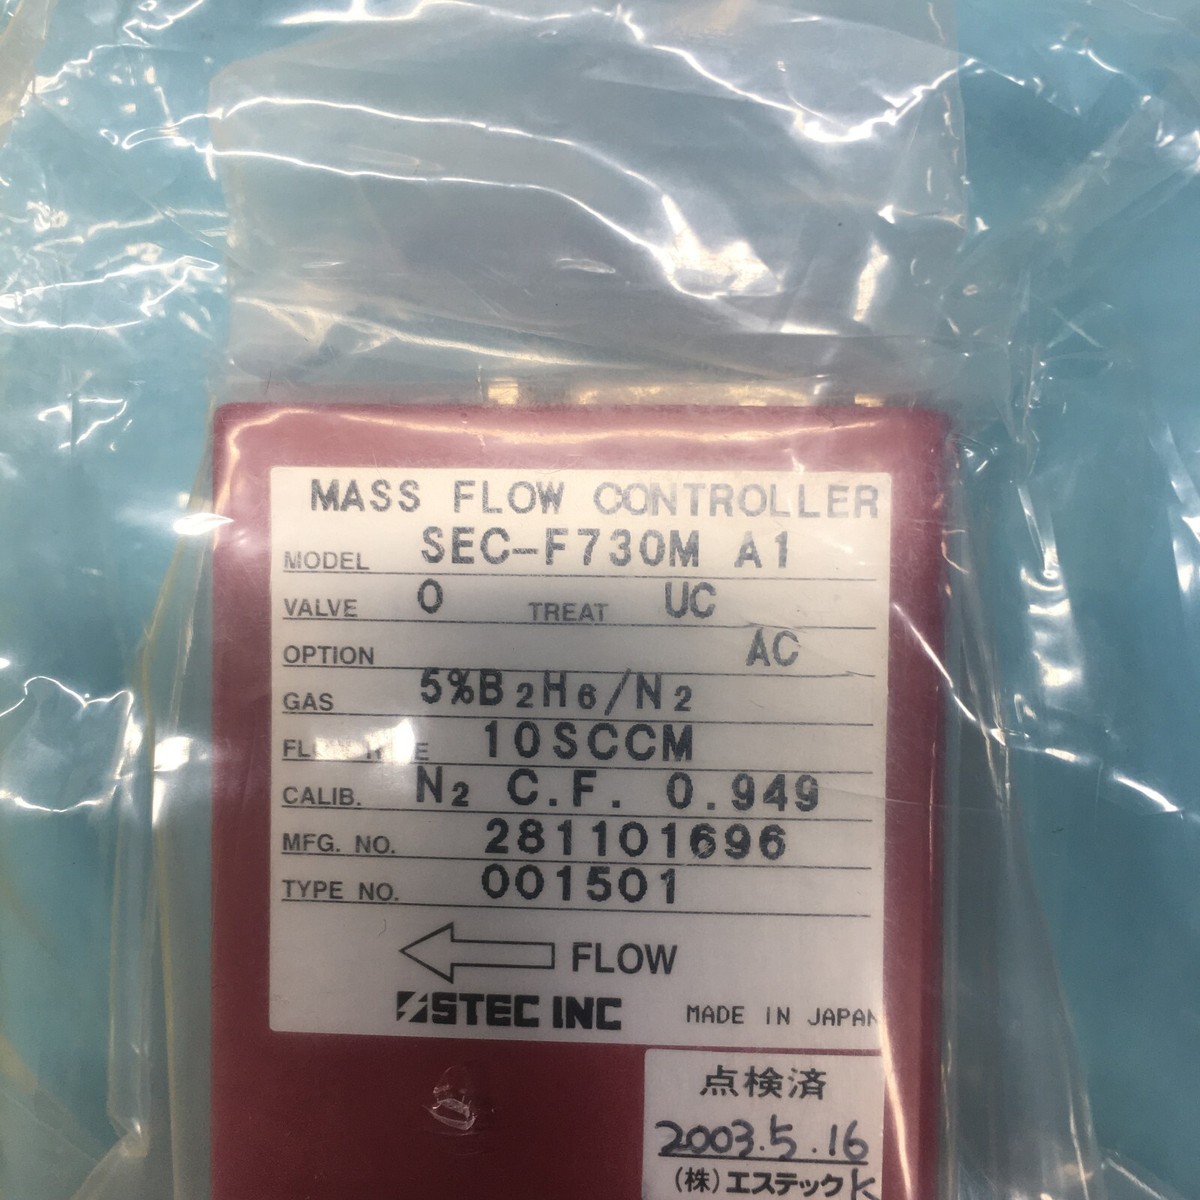 MASS FLOW CONTROLLER
MODEL SEC-F730M A1
VALVE O TREAT UC
OPTION AC
GAS 5%B2H6/N2
10SCCM
CALIB. N2 C.F. 0.949
MFG. NO. 281101696
TYPE NO. 001501
FLOW
STEC INC MADE IN JAPAN
点検済
2003.5.16
(株)エステック K